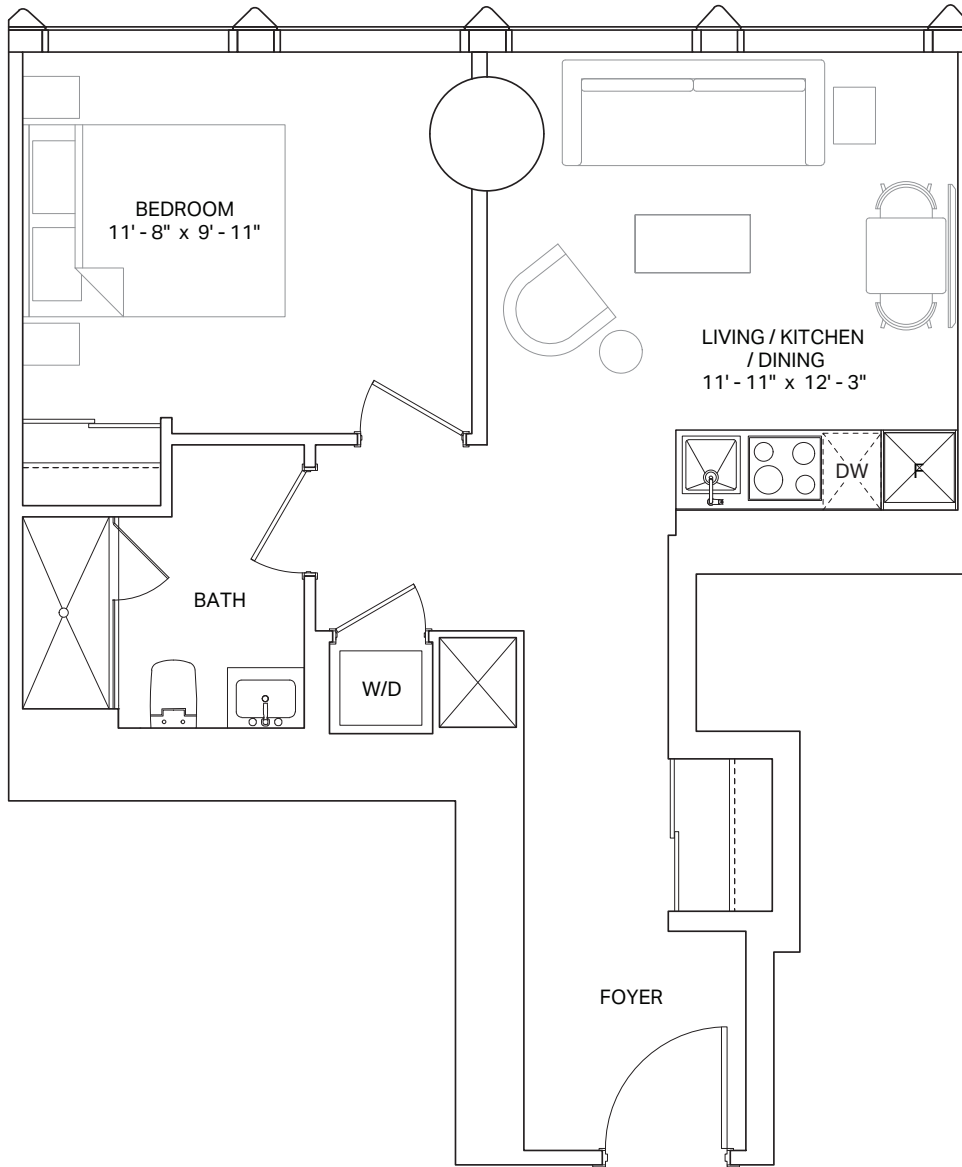 BEDROOM
11' - 8" x 9' - 11"
LIVING / KITCHEN
/ DINING
11' - 11" x 12' - 3"
DW
F
BATH
W/D
FOYER